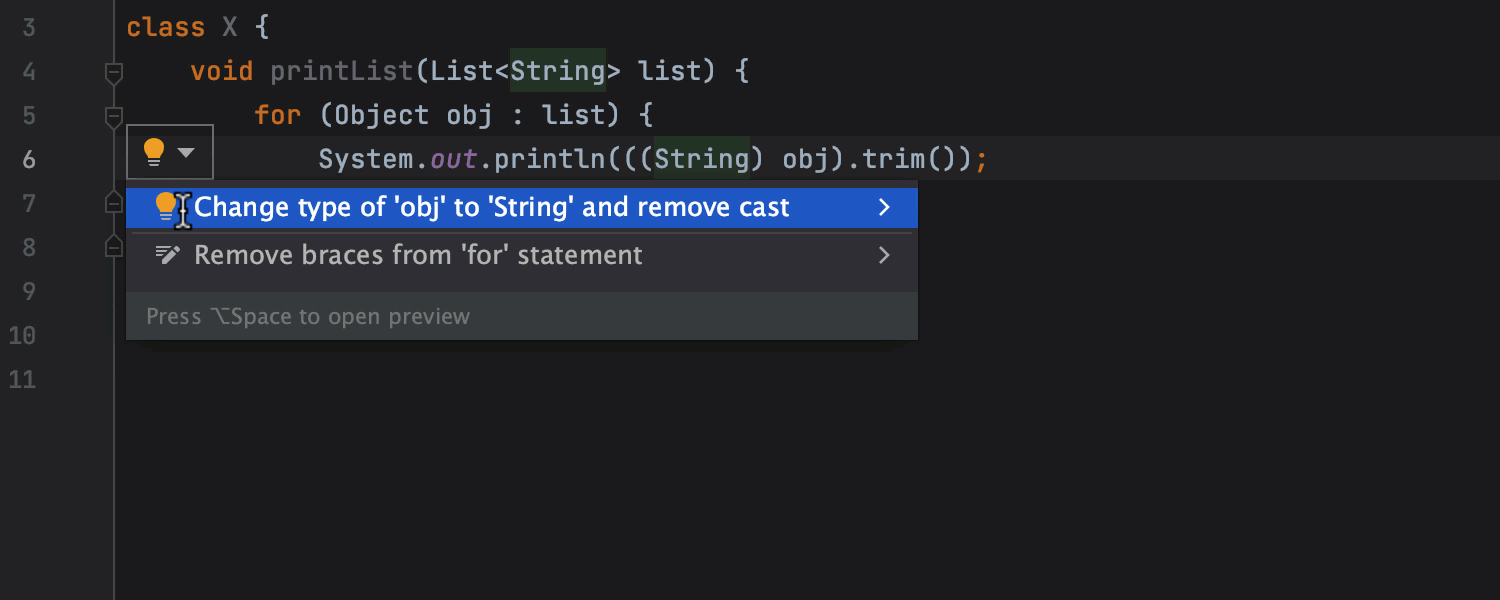 3 class X {
4 void printList(List<String> list) {
5 for (Object obj : list) {
6 System.out.println(((String) obj).trim());
7 Change type of 'obj' to 'String' and remove cast
8 Remove braces from 'for' statement
9
Press ⌥Space to open preview
10
11